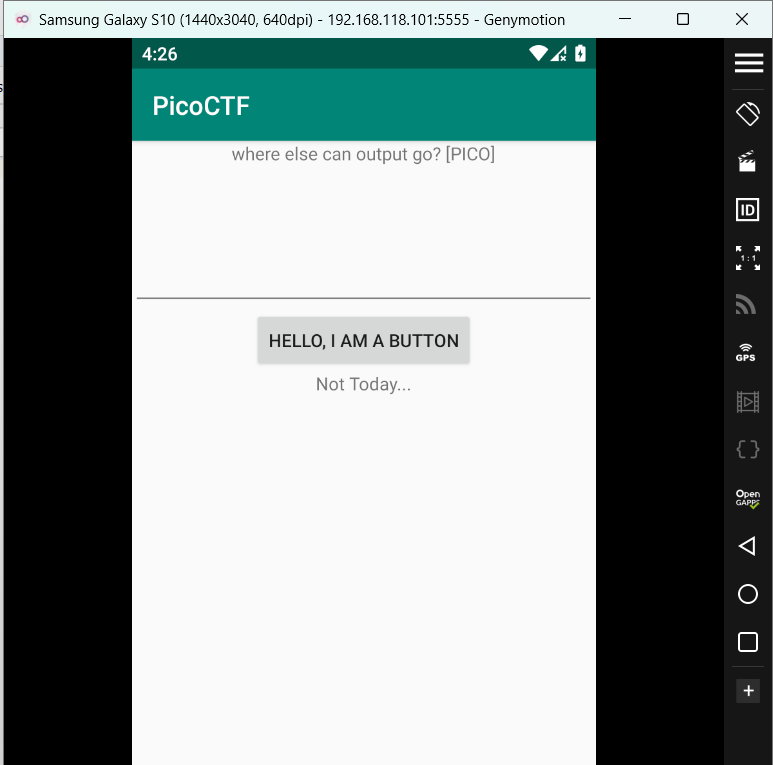 Samsung Galaxy S10 (1440x3040, 640dpi) - 192.168.118.101:5555 - Genymotion
4:26
PicoCTF
where else can output go? [PICO]
HELLO, I AM A BUTTON
Not Today...
ID
1:1
GPS
Open
GAPPS